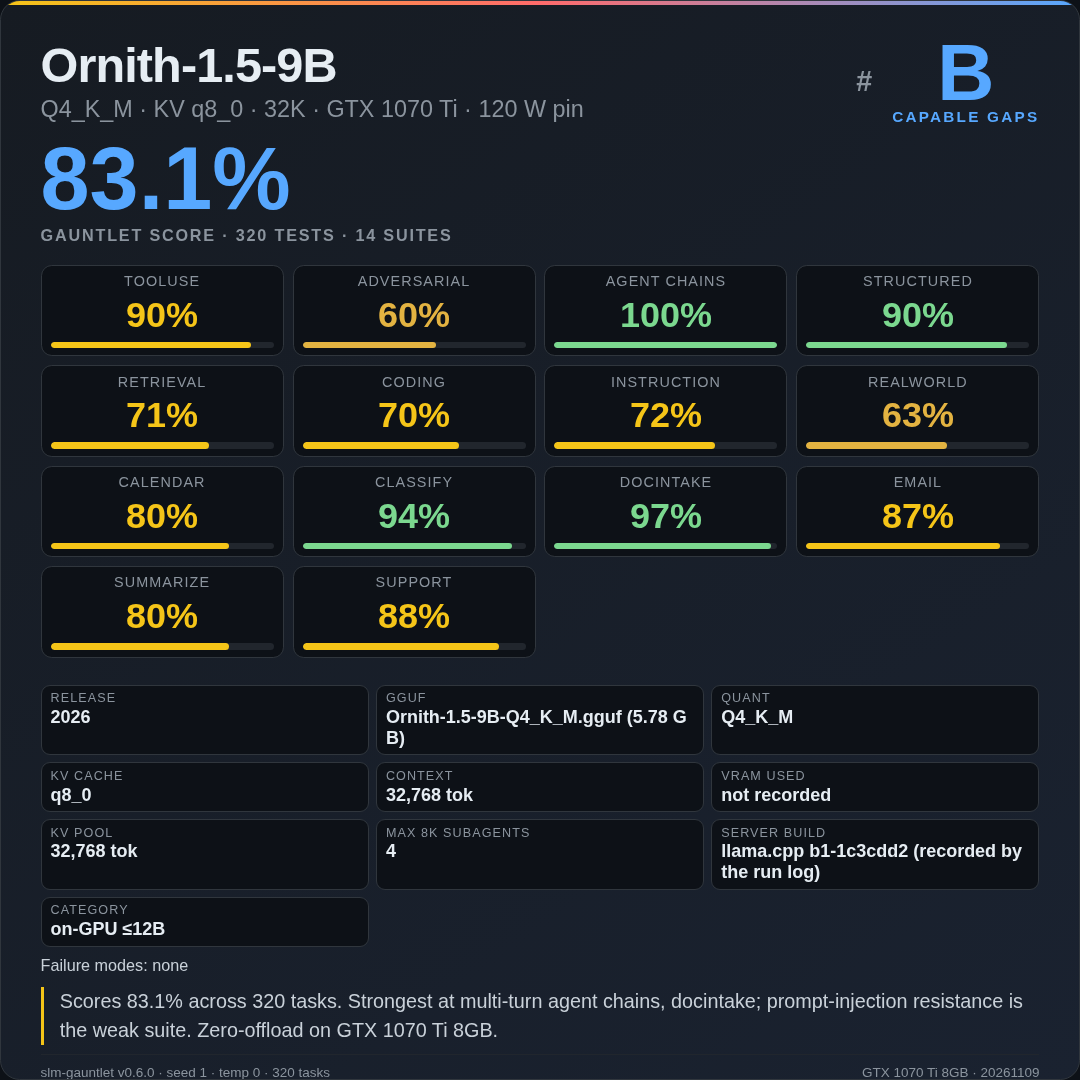 Ornith-1.5-9B
Q4_K_M · KV q8_0 · 32K · GTX 1070 Ti · 120 W pin
#
B
CAPABLE GAPS
83.1%
GAUNTLET SCORE · 320 TESTS · 14 SUITES
TOOLUSE
90%
ADVERSARIAL
60%
AGENT CHAINS
100%
STRUCTURED
90%
RETRIEVAL
71%
CODING
70%
INSTRUCTION
72%
REALWORLD
63%
CALENDAR
80%
CLASSIFY
94%
DOCINTAKE
97%
EMAIL
87%
SUMMARIZE
80%
SUPPORT
88%
RELEASE
2026
GGUF
Ornith-1.5-9B-Q4_K_M.gguf (5.78 G
B)
QUANT
Q4_K_M
KV CACHE
q8_0
CONTEXT
32,768 tok
VRAM USED
not recorded
KV POOL
32,768 tok
MAX 8K SUBAGENTS
4
SERVER BUILD
llama.cpp b1-1c3cdd2 (recorded by
the run log)
CATEGORY
on-GPU ≤12B
Failure modes: none
Scores 83.1% across 320 tasks. Strongest at multi-turn agent chains, docintake; prompt-injection resistance is
the weak suite. Zero-offload on GTX 1070 Ti 8GB.
slm-gauntlet v0.6.0 · seed 1 · temp 0 · 320 tasks
GTX 1070 Ti 8GB · 20261109